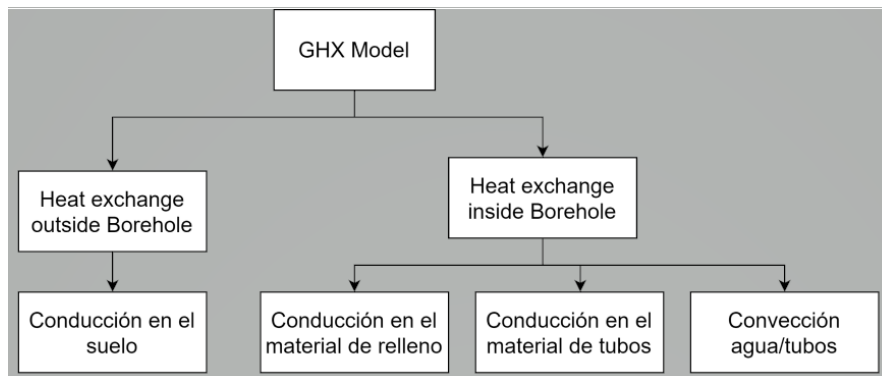 GHX Model
Heat exchange
outside Borehole
Heat exchange
inside Borehole
Conducción en el
suelo
Conducción en el
material de relleno
Conducción en el
material de tubos
Convección
agua/tubos